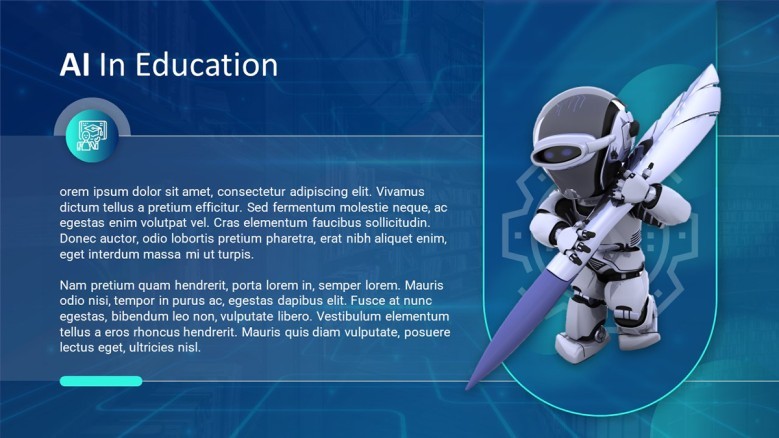 AI In Education
orem ipsum dolor sit amet, consectetur adipiscing elit. Vivamus
dictum tellus a pretium efficitur. Sed fermentum molestie neque, ac
egestas enim volutpat vel. Cras elementum faucibus sollicitudin.
Donec auctor, odio lobortis pretium pharetra, erat nibh aliquet enim,
eget interdum massa mi ut turpis.
Nam pretium quam hendrerit, porta lorem in, semper lorem. Mauris
odio nisi, tempor in purus ac, egestas dapibus elit. Fusce at nunc
egestas, bibendum leo non, vulputate libero. Vestibulum elementum
tellus a eros rhoncus hendrerit. Mauris quis diam vulputate, posuere
lectus eget, ultricies nisl.